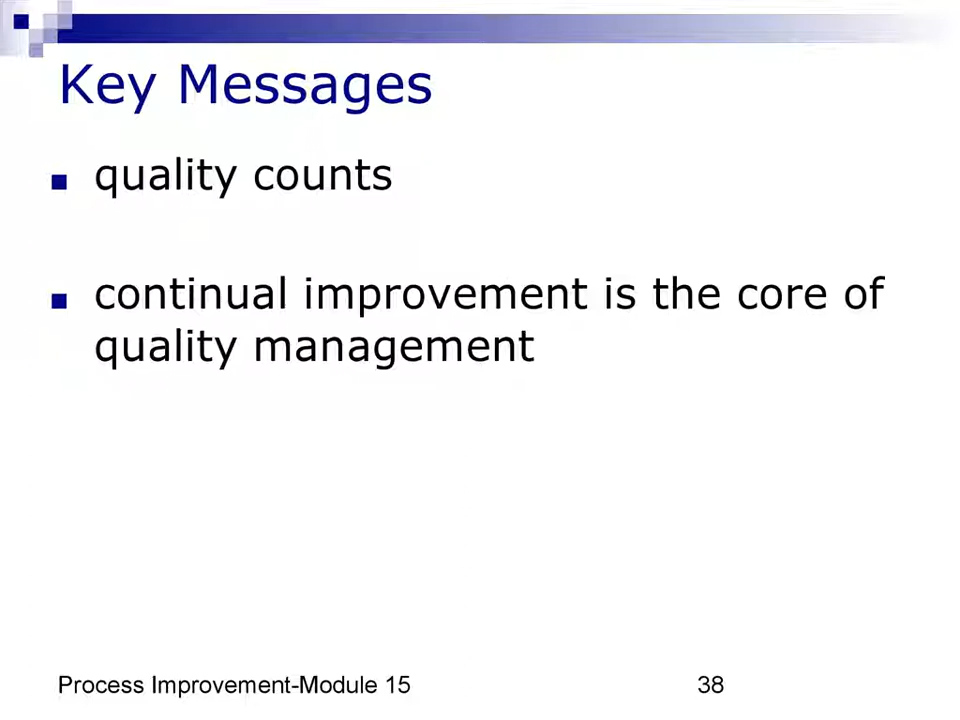 Key Messages
quality counts
continual improvement is the core of
quality management
Process Improvement-Module 15
38